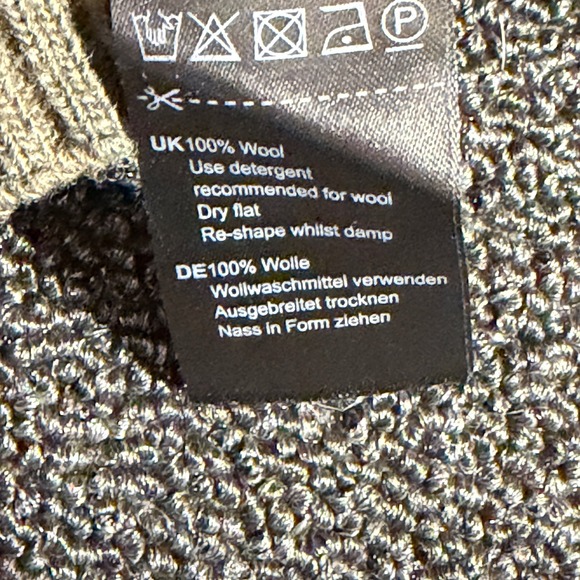 P
UK100% Wool
Use detergent
recommended for wool
Dry flat
Re-shape whilst damp
DE100% Wolle
Wollwaschmittel verwenden
Ausgebreitet trocknen
Nass in Form ziehen